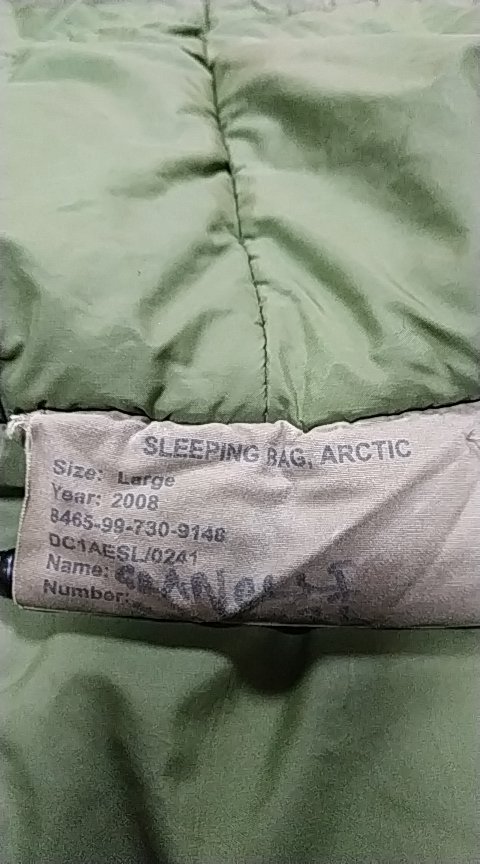 SLEEPING BAG, ARCTIC
Size: Large
Year: 2008
8465-99-730-9148
DC1AESL/0241
Name:
Number: